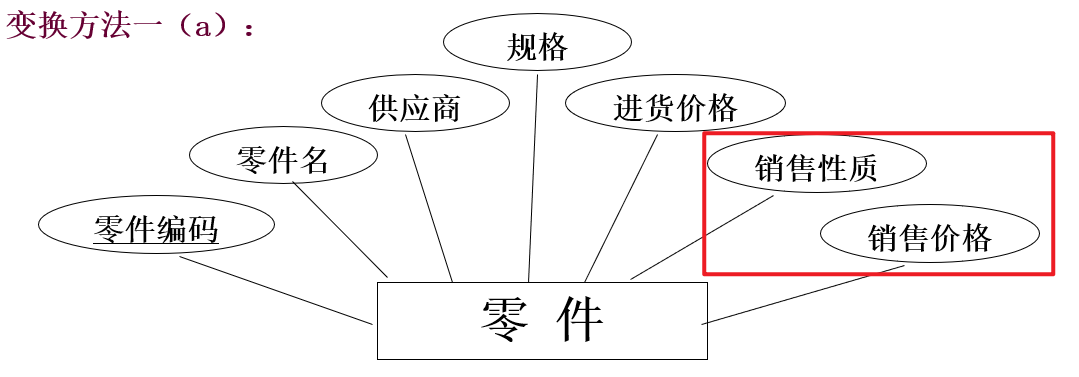 变换方法一（a）：
规格
供应商
进货价格
零件名
销售性质
零件编码
销售价格
零 件